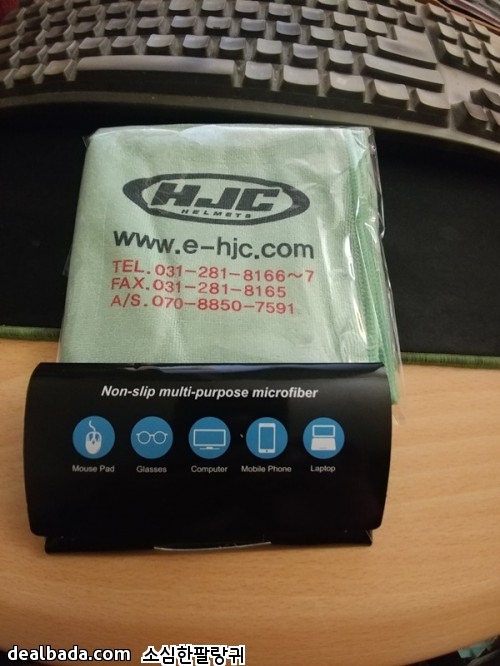 HJC
HELMETS
www.e-hjc.com
TEL. 031-281-8166~7
FAX. 031-281-8165
A/S. 070-8850-7591
Non-slip multi-purpose microfiber
Mouse Pad Glasses Computer Mobile Phone Laptop
dealbada.com 소심한팔랑귀